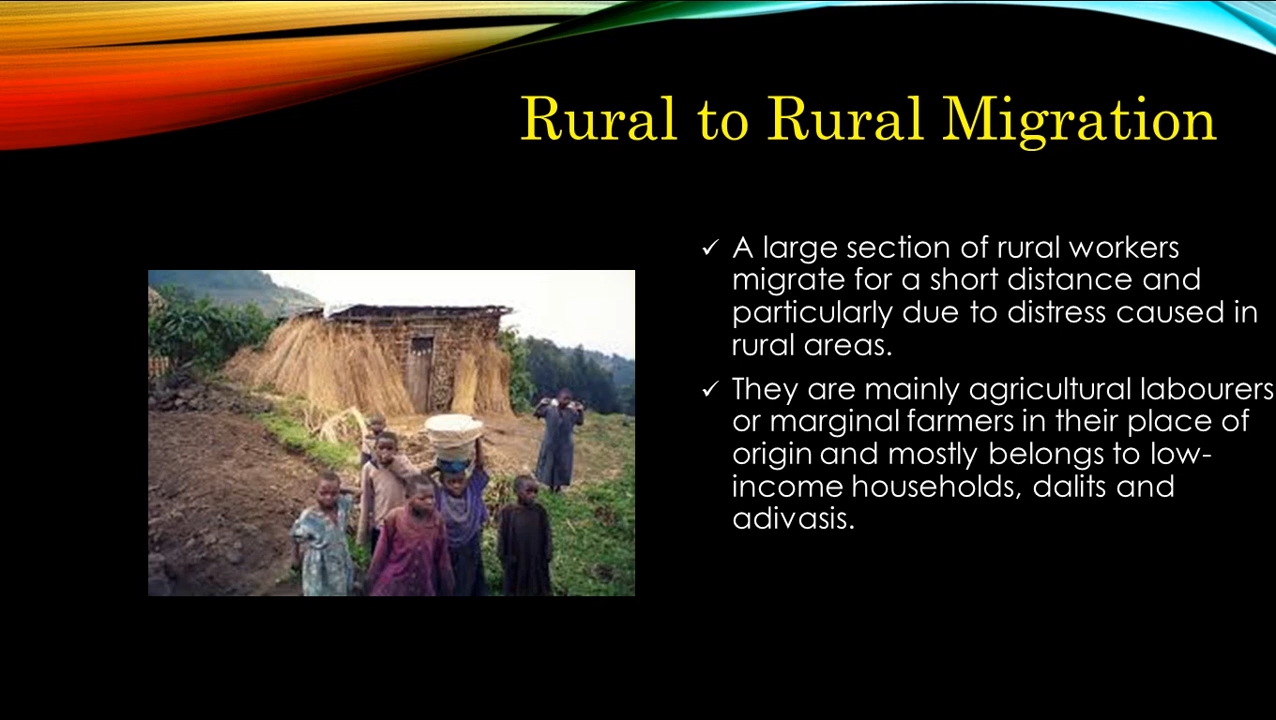 Rural to Rural Migration
✓ A large section of rural workers
migrate for a short distance and
particularly due to distress caused in
rural areas.
✓ They are mainly agricultural labourers
or marginal farmers in their place of
origin and mostly belongs to low-
income households, dalits and
adivasis.